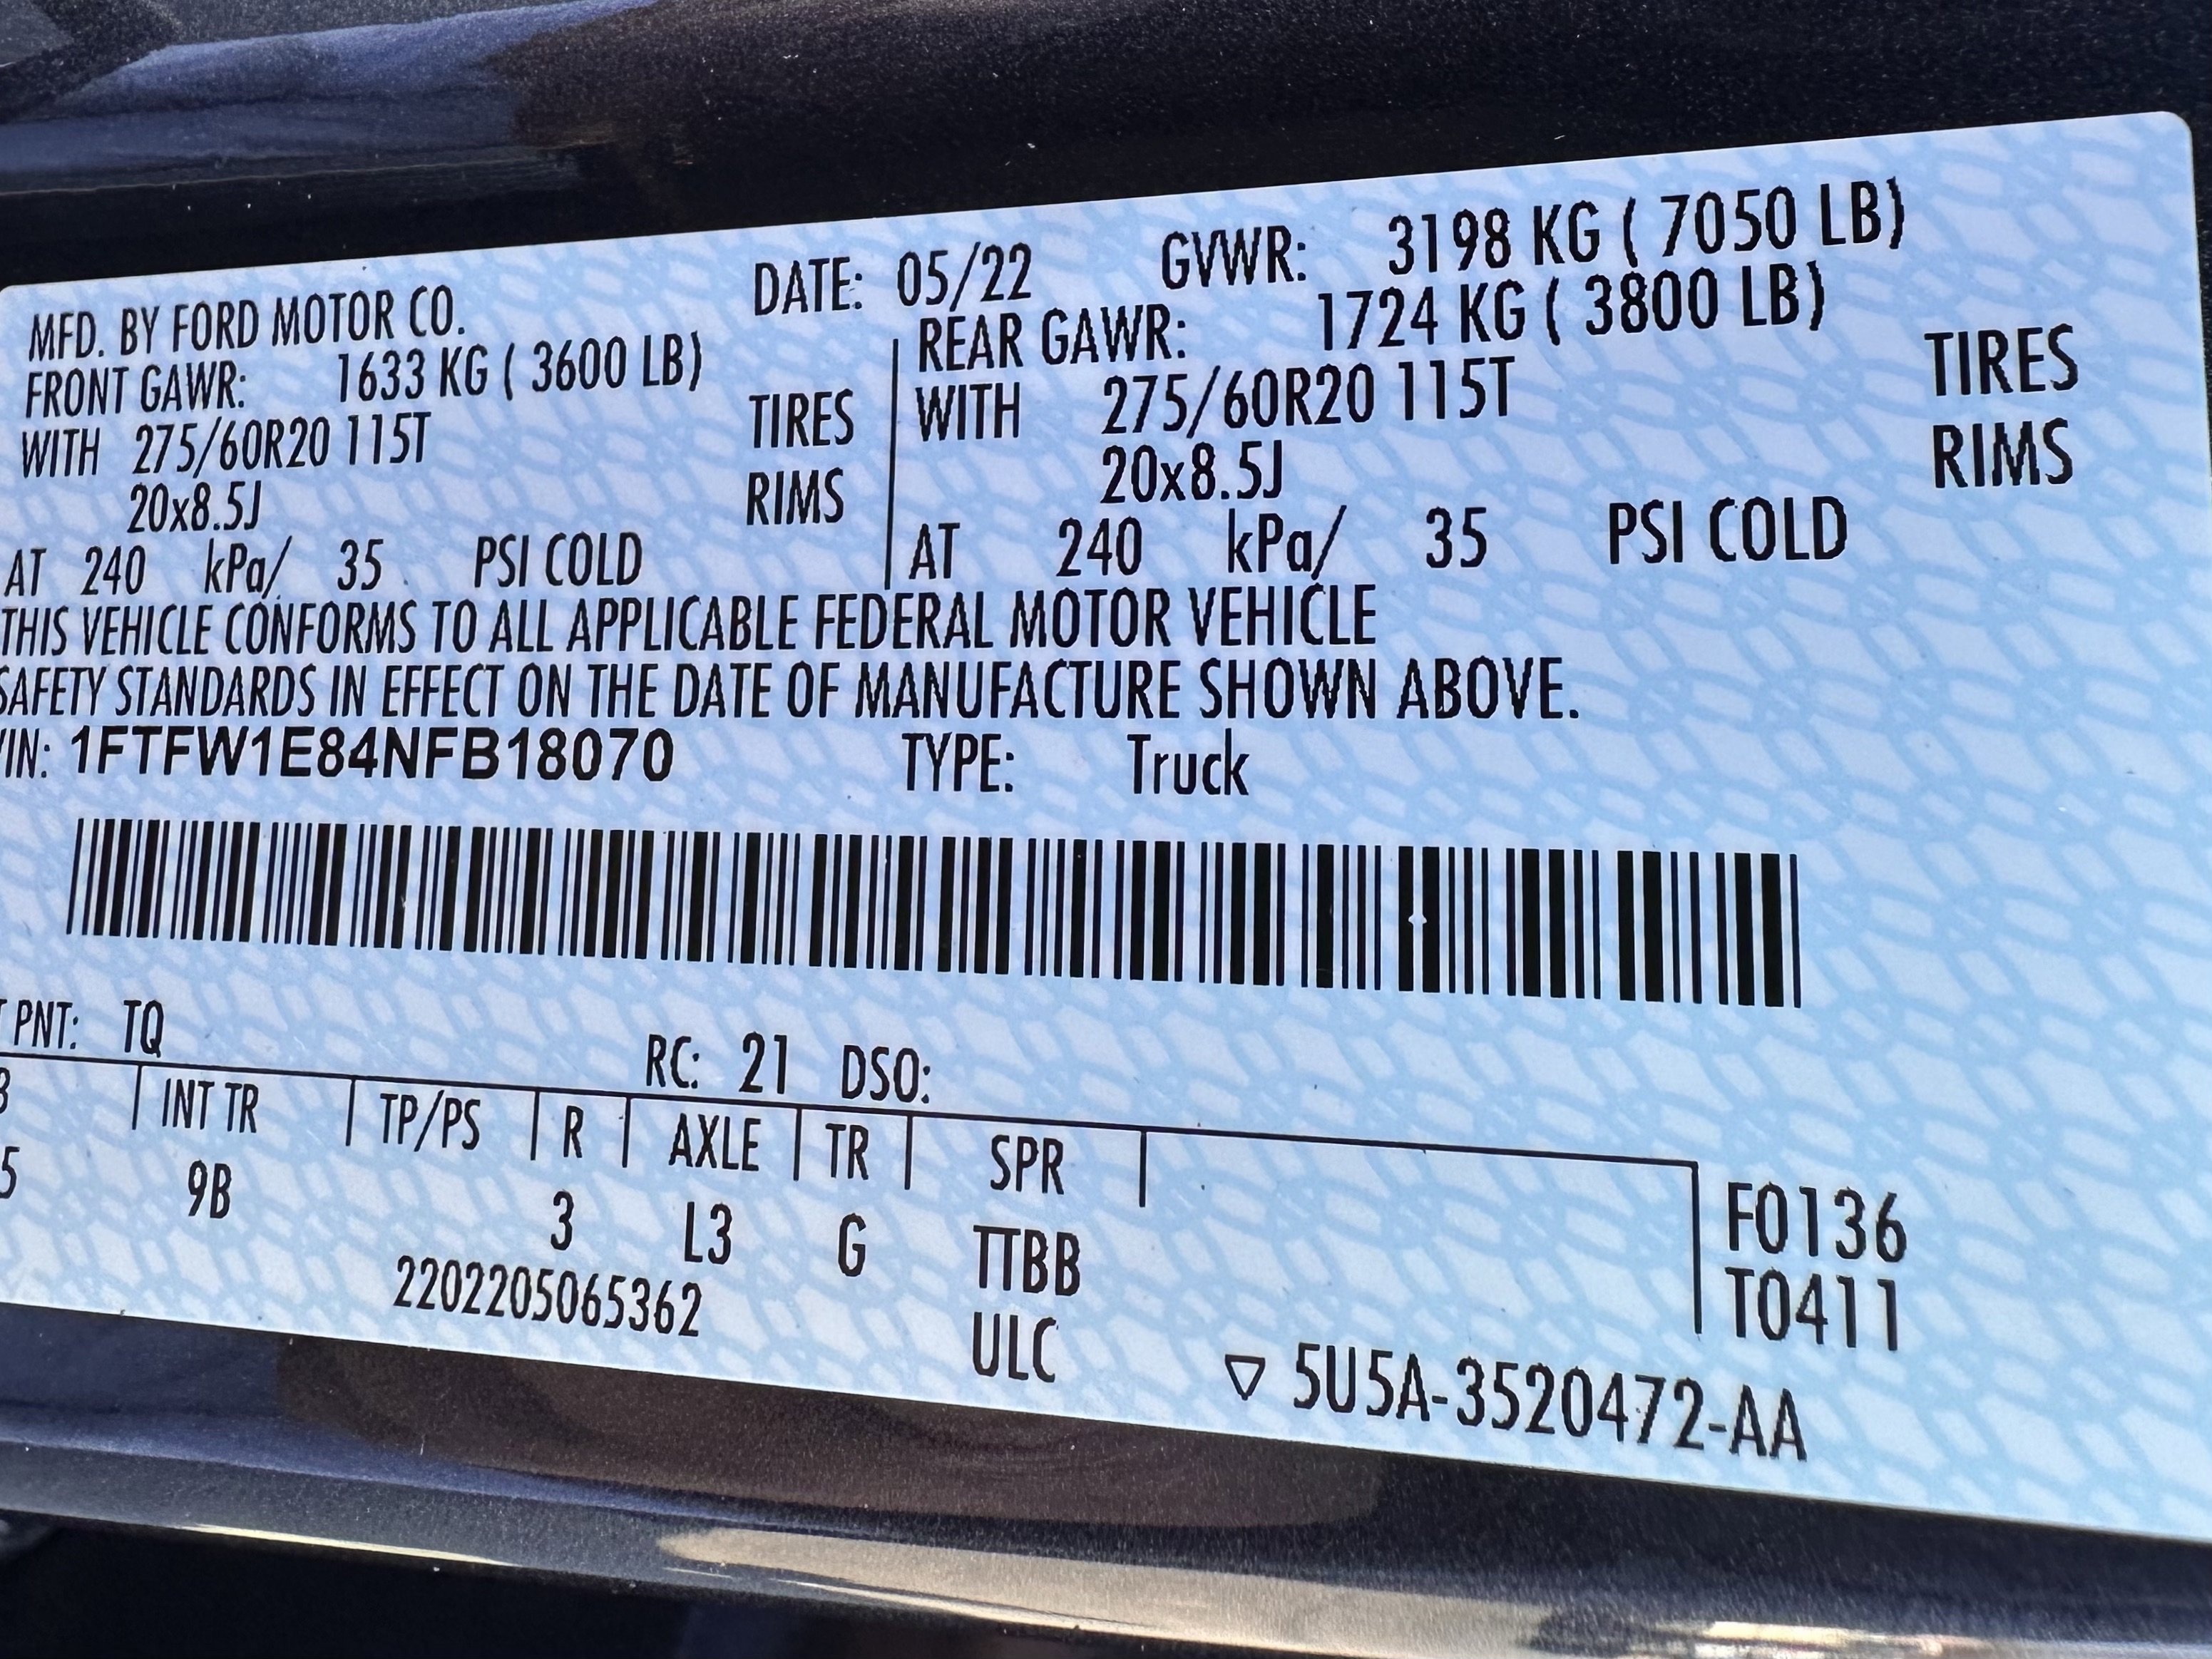 MFD. BY FORD MOTOR CO. DATE: 05/22 GVWR: 3198 KG ( 7050 LB)
FRONT GAWR: 1633 KG ( 3600 LB) REAR GAWR: 1724 KG ( 3800 LB)
WITH 275/60R20 115T TIRES WITH 275/60R20 115T TIRES
20x8.5J RIMS 20x8.5J RIMS
AT 240 kPa/ 35 PSI COLD AT 240 kPa/ 35 PSI COLD
THIS VEHICLE CONFORMS TO ALL APPLICABLE FEDERAL MOTOR VEHICLE
SAFETY STANDARDS IN EFFECT ON THE DATE OF MANUFACTURE SHOWN ABOVE.
VIN: 1FTFW1E84NFB18070 TYPE: Truck
PNT: TQ RC: 21 DSO:
INT TR TP/PS R AXLE TR SPR
9B 3 L3 G TTBB F0136
2202205065362 ULC T0411
▽ 5U5A-3520472-AA